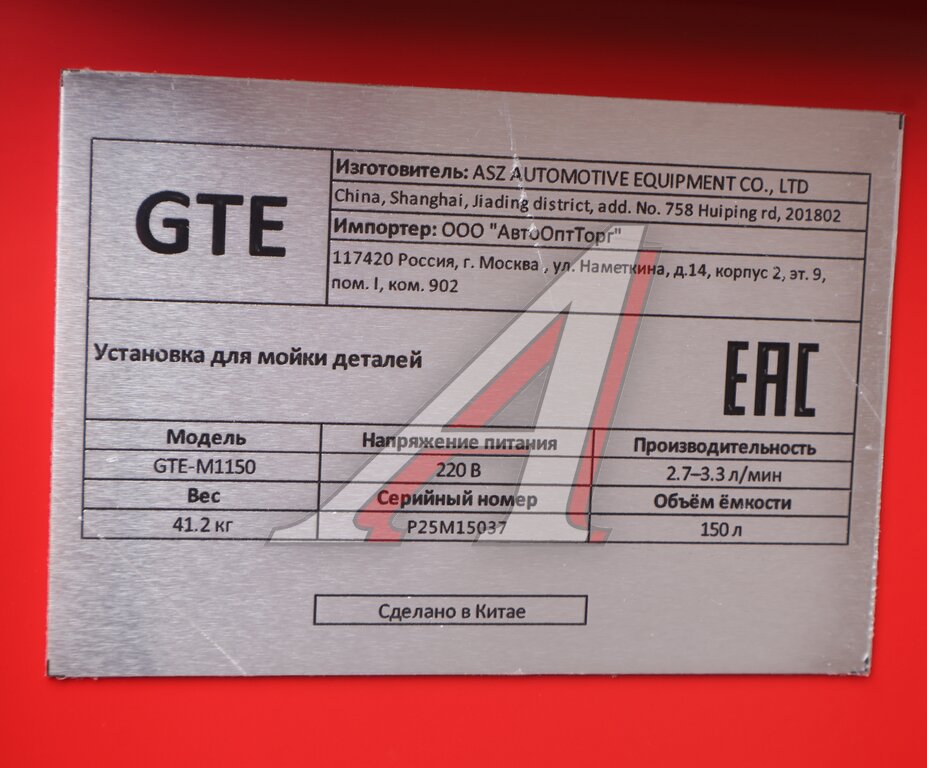 GTE
Изготовитель: ASZ AUTOMOTIVE EQUIPMENT CO., LTD
China, Shanghai, Jiading district, add. No. 758 Huiping rd, 201802
Импортер: ООО "АвтоОптТорг"
117420 Россия, г. Москва , ул. Наметкина, д.14, корпус 2, эт. 9,
пом. I, ком. 902
Установка для мойки деталей
EAC
Модель Напряжение питания Производительность
GTE-M1150 220 В 2.7–3.3 л/мин
Вес Серийный номер Объём ёмкости
41.2 кг P25M15037 150 л
Сделано в Китае